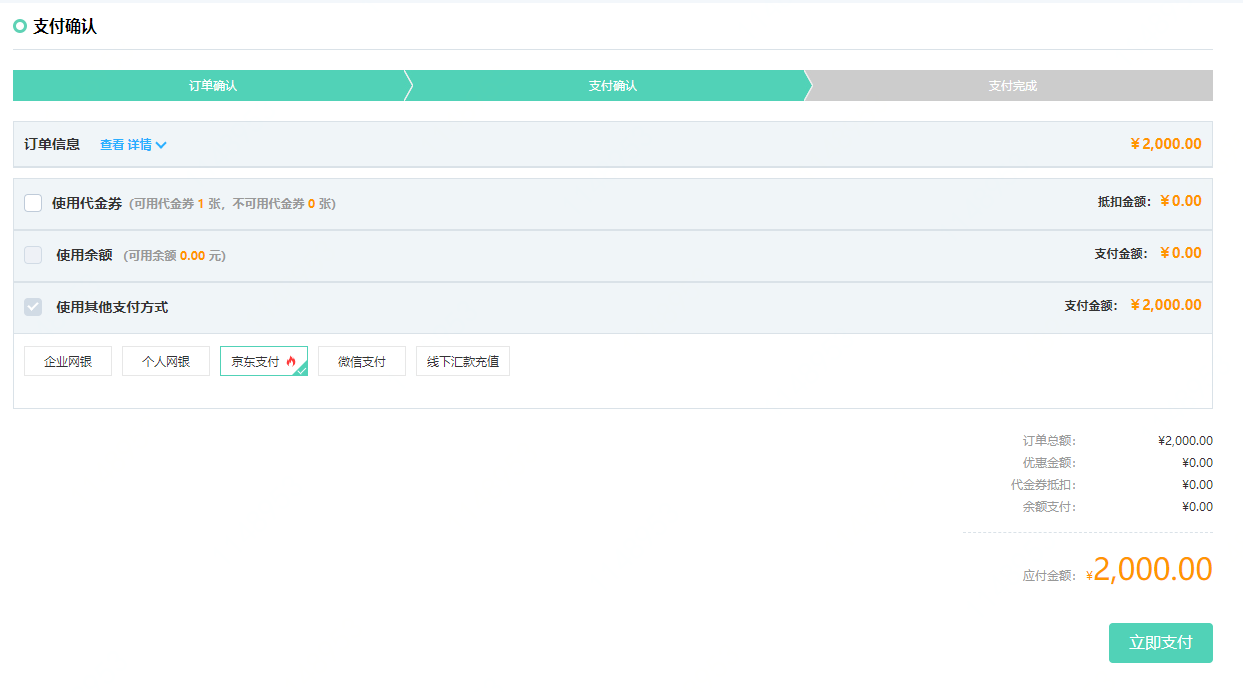 支付确认
订单确认 支付确认 支付完成
订单信息 查看 详情 ¥2,000.00
使用代金券 (可用代金券 1 张，不可用代金券 0 张) 抵扣金额： ¥0.00
使用余额 (可用余额 0.00 元) 支付金额： ¥0.00
使用其他支付方式 支付金额： ¥2,000.00
企业网银 个人网银 京东支付 微信支付 线下汇款充值
订单总额： ¥2,000.00
优惠金额： ¥0.00
代金券抵扣： ¥0.00
余额支付： ¥0.00
应付金额： ¥2,000.00
立即支付